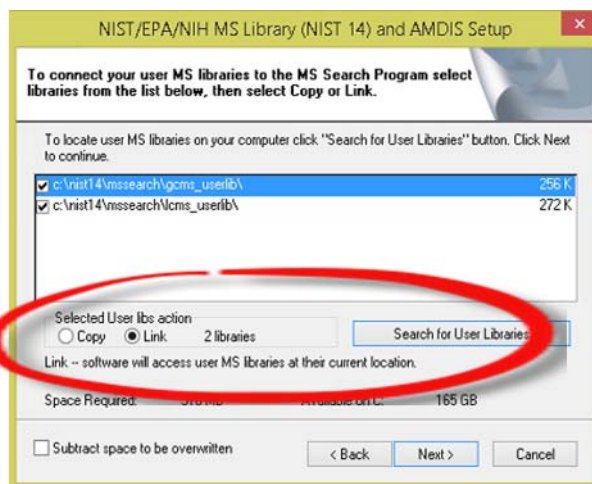 NIST/EPA/NIH MS Library (NIST 14) and AMDIS Setup
To connect your user MS libraries to the MS Search Program select
libraries from the list below, then select Copy or Link.
To locate user MS libraries on your computer click "Search for User Libraries" button. Click Next
to continue.
c:\nist14\mssearch\gcms_userlib\ 256 K
c:\nist14\mssearch\lcms_userlib\ 272 K
Selected User libs action
Copy Link 2 libraries Search for User Libraries
Link -- software will access user MS libraries at their current location.
Space Required: Available on C: 165 GB
Subtract space to be overwritten < Back Next > Cancel